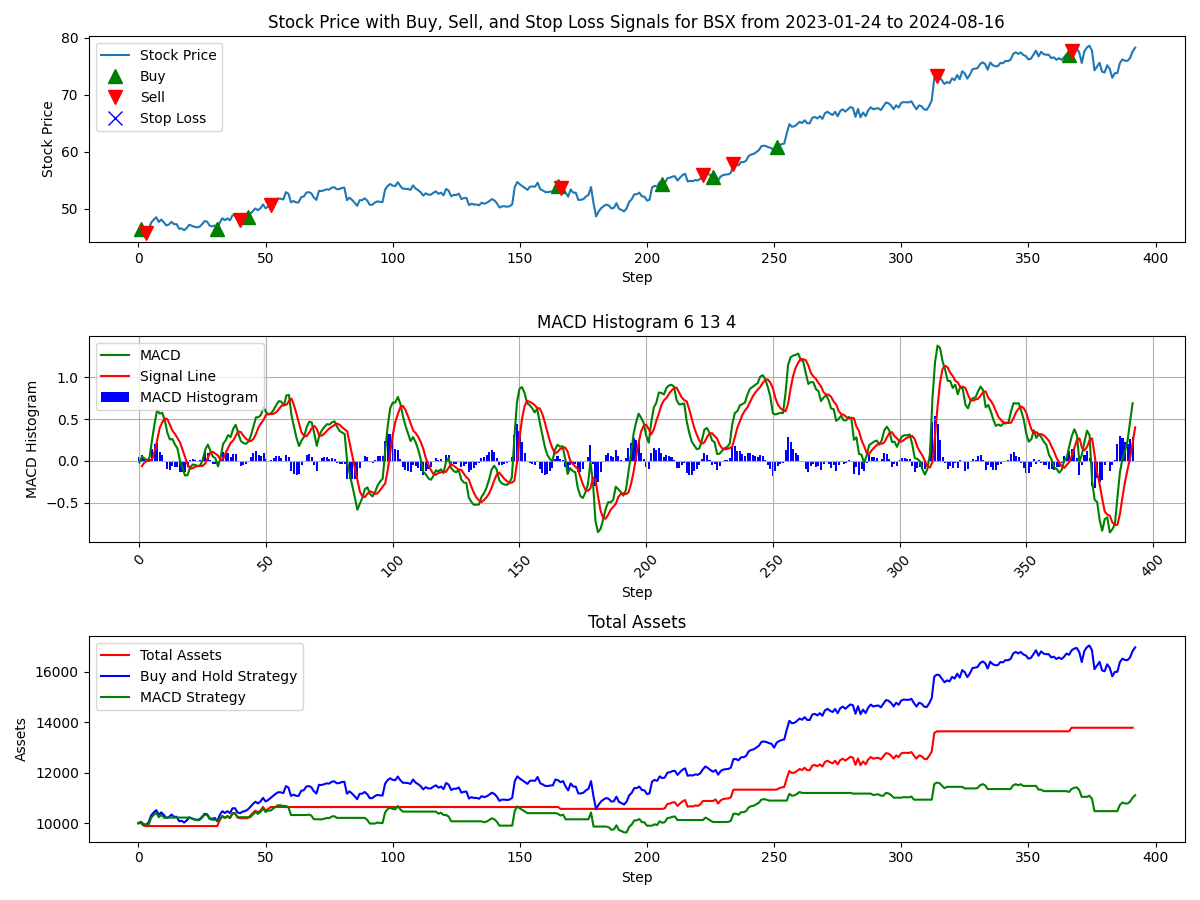 Stock Price with Buy, Sell, and Stop Loss Signals for BSX from 2023-01-24 to 2024-08-16
80
70
60
50
Stock Price
Stock Price
Buy
Sell
Stop Loss
0 50 100 150 200 250 300 350 400
Step
MACD Histogram 6 13 4
1.0
0.5
0.0
−0.5
MACD Histogram
MACD
Signal Line
MACD Histogram
0 50 100 150 200 250 300 350 400
Step
Total Assets
16000
14000
12000
10000
Assets
Total Assets
Buy and Hold Strategy
MACD Strategy
0 50 100 150 200 250 300 350 400
Step